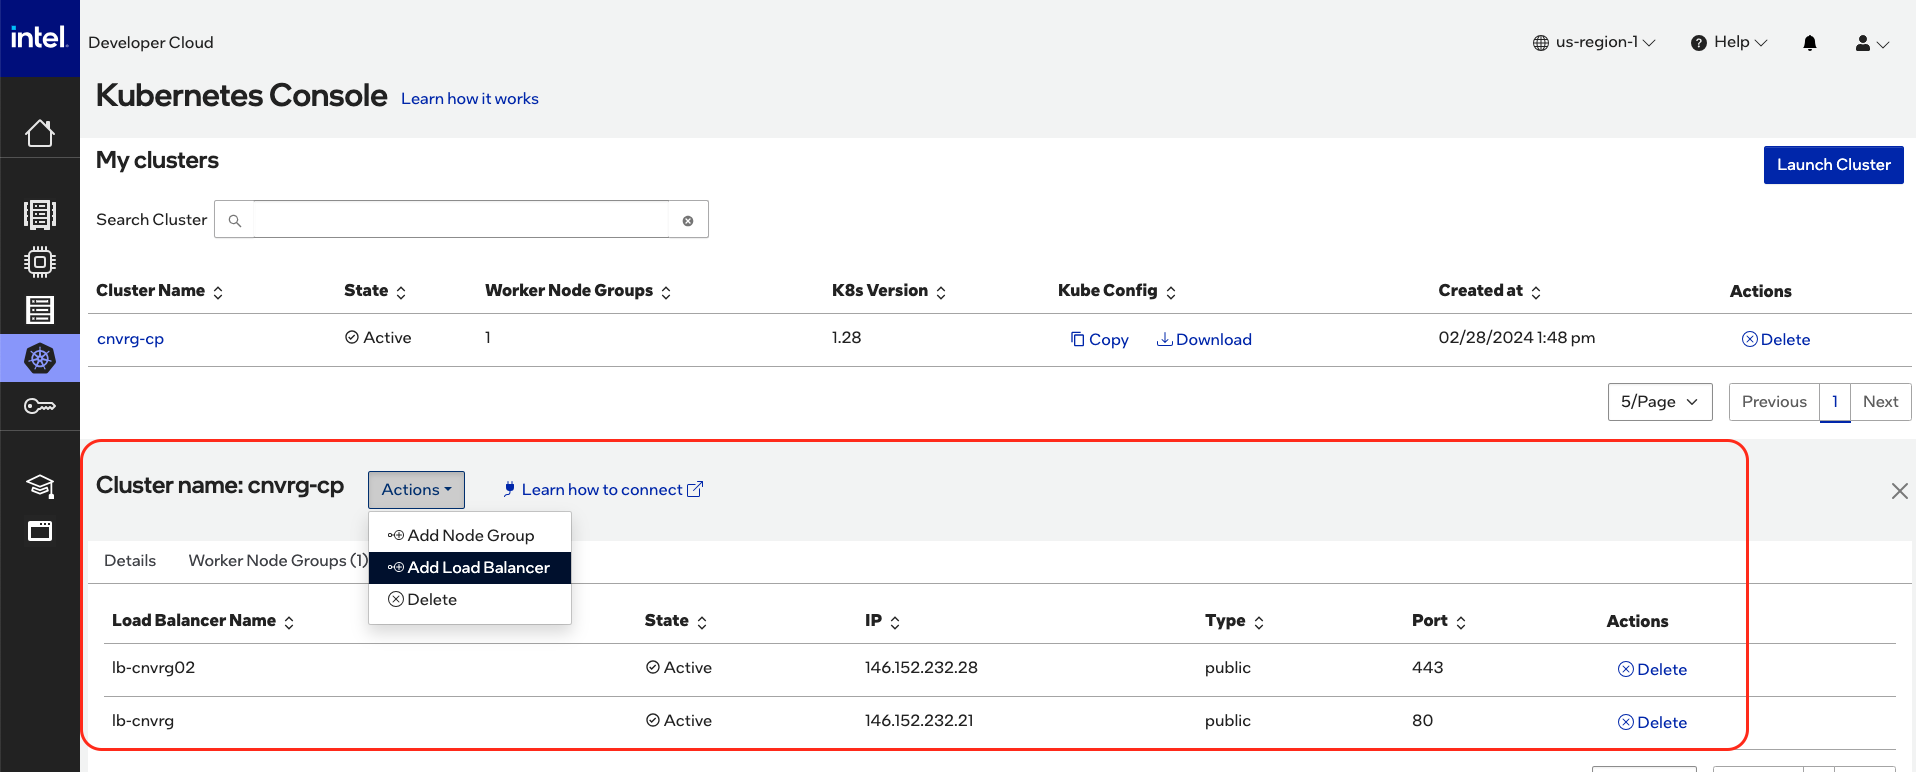 intel.
Developer Cloud
us-region-1
Help
Kubernetes Console Learn how it works
My clusters
Launch Cluster
Search Cluster
Cluster Name State Worker Node Groups K8s Version Kube Config Created at Actions
cnvrg-cp Active 1 1.28 Copy Download 02/28/2024 1:48 pm Delete
5/Page Previous 1 Next
Cluster name: cnvrg-cp Actions Learn how to connect
Add Node Group
Details Worker Node Groups (1) Add Load Balancer
Delete
Load Balancer Name State IP Type Port Actions
lb-cnvrg02 Active 146.152.232.28 public 443 Delete
lb-cnvrg Active 146.152.232.21 public 80 Delete